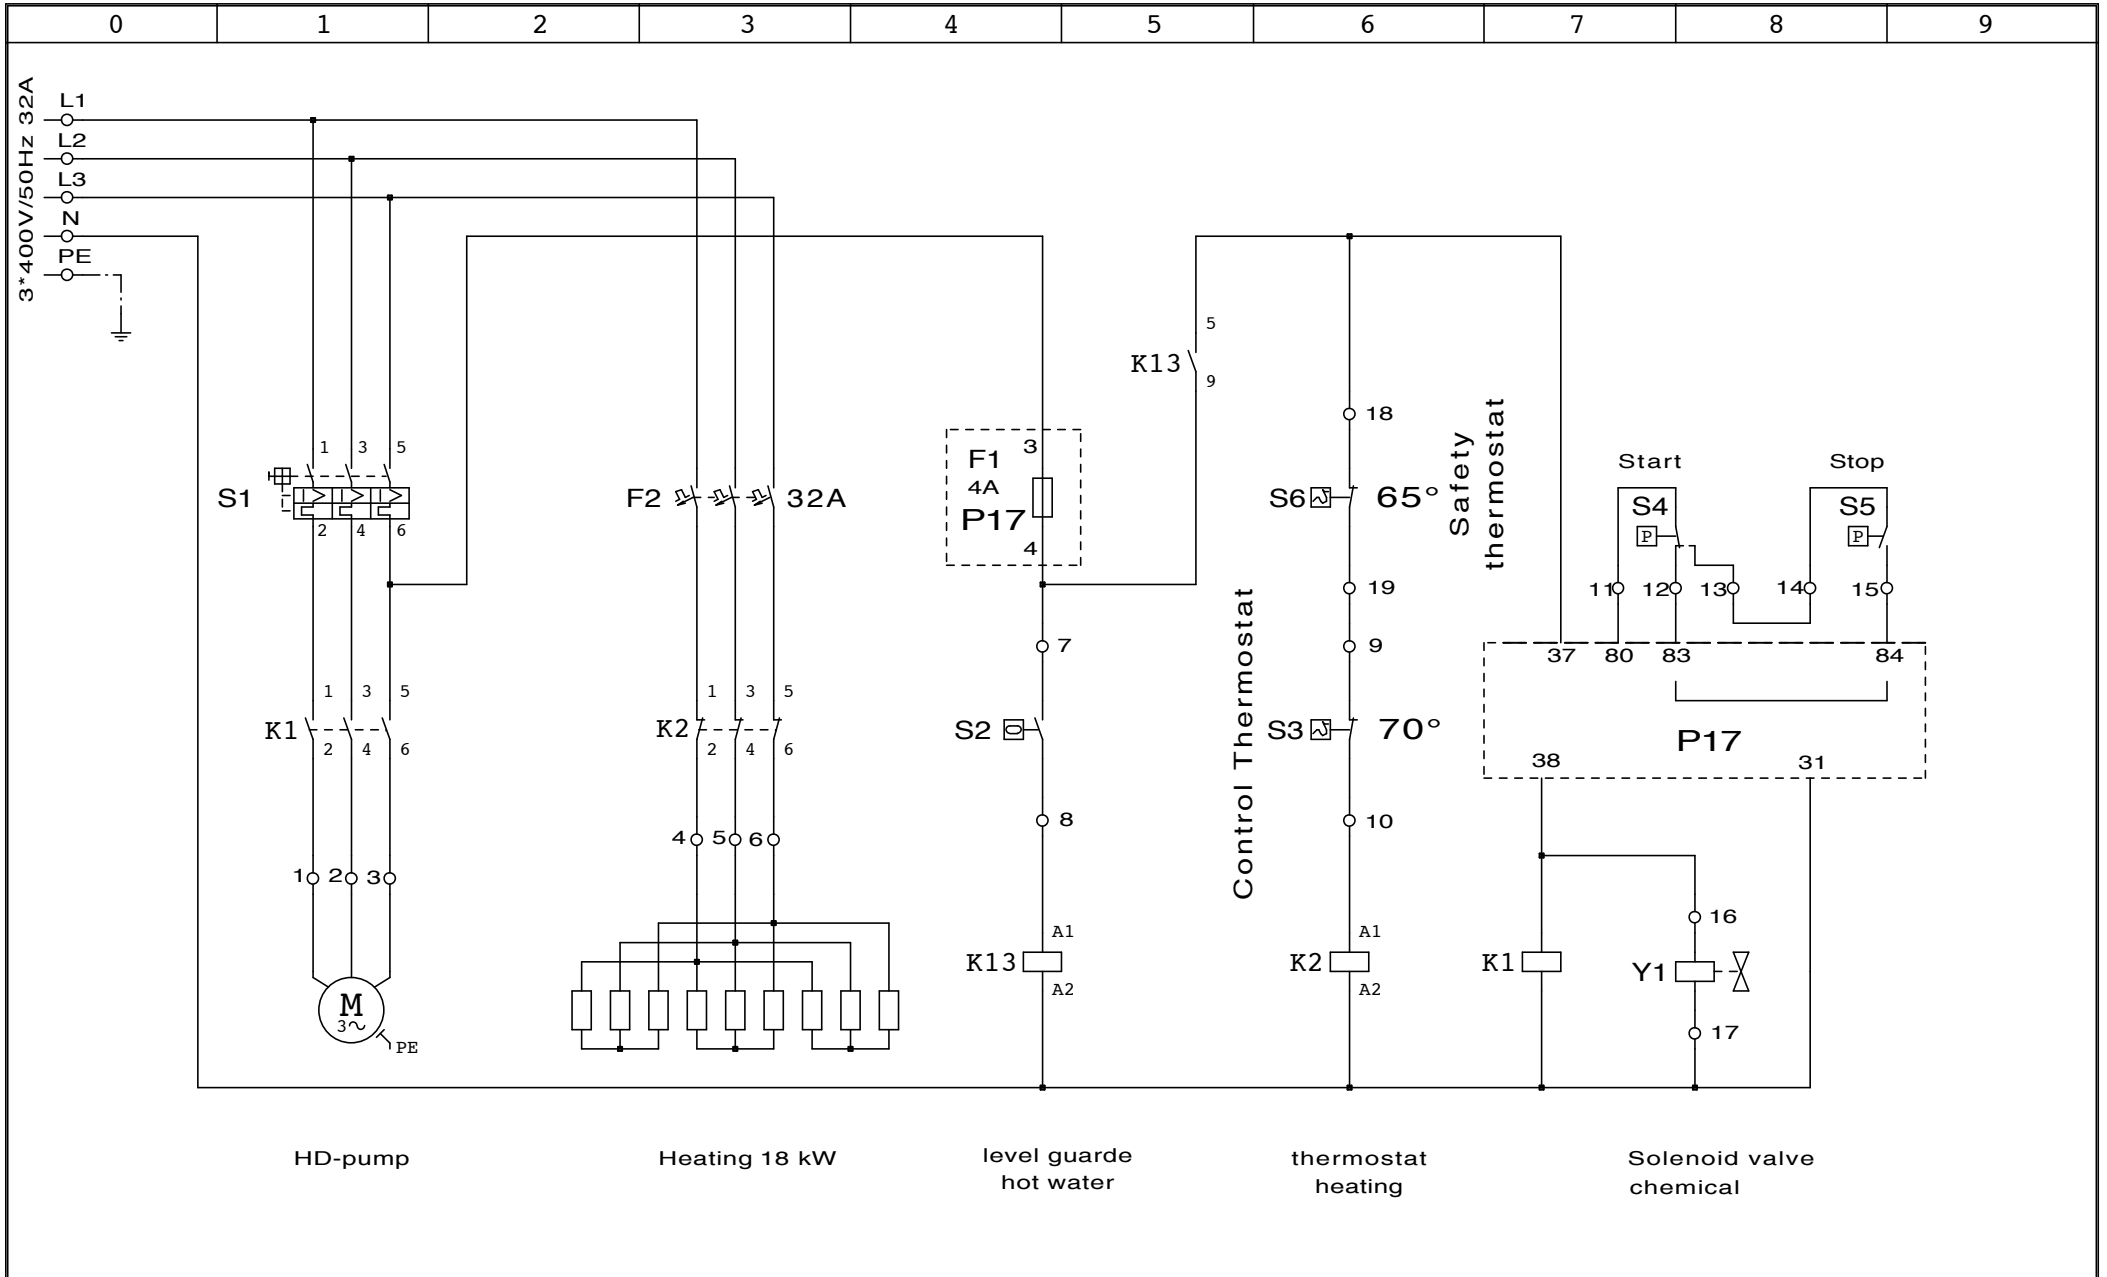 0 1 2 3 4 5 6 7 8 9
3*400V/50Hz 32A
L1
L2
L3
N
PE
5
K13
9
18
Safety
thermostat
1 3 5
S1
2 4 6
F2 32A
3
F1
4A
P17
4
S6 65°
Start Stop
S4 S5
P P
19
11 12 13 14 15
Control Thermostat
7
9
37 80 83 84
1 3 5
K1
2 4 6
1 3 5
K2
2 4 6
S2
S3 70°
P17
38 31
4 5 6
8
10
1 2 3
16
A1
K13
A2
A1
K2
A2
K1
Y1
17
M
3~
PE
HD-pump
Heating 18 kW
level guarde
hot water
thermostat
heating
Solenoid valve
chemical